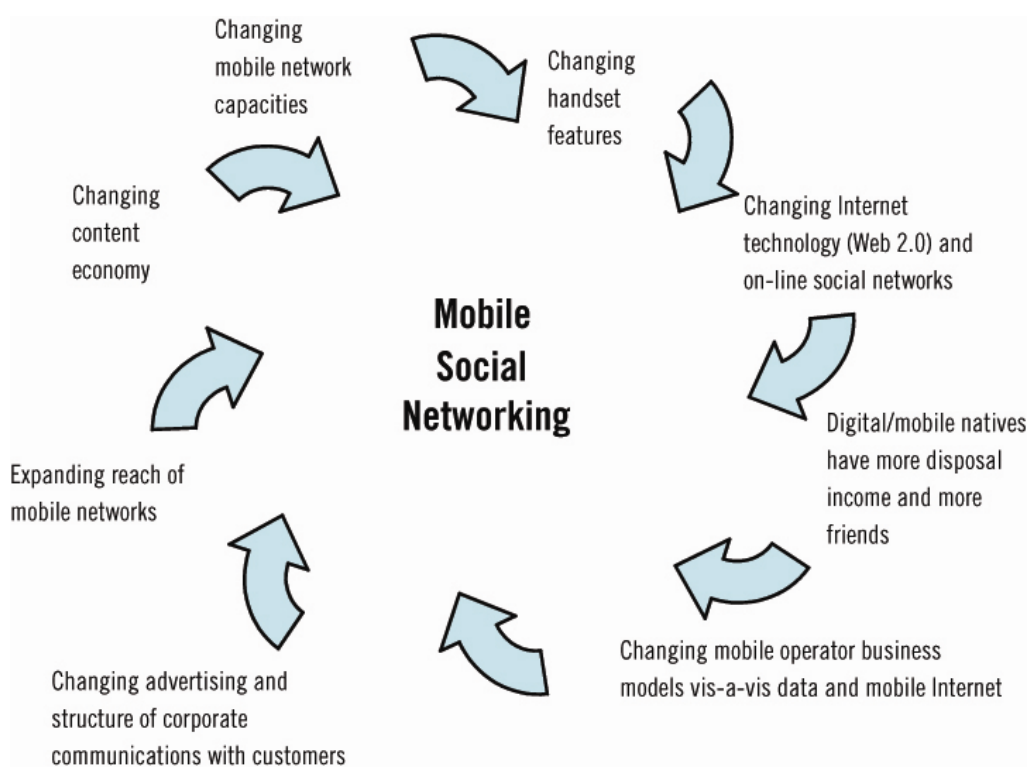 Changing
mobile network
capacities
Changing
handset
features
Changing Internet
technology (Web 2.0) and
on-line social networks
Digital/mobile natives
have more disposal
income and more
friends
Changing mobile operator business
models vis-a-vis data and mobile Internet
Changing advertising and
structure of corporate
communications with customers
Expanding reach of
mobile networks
Changing
content
economy
Mobile
Social
Networking